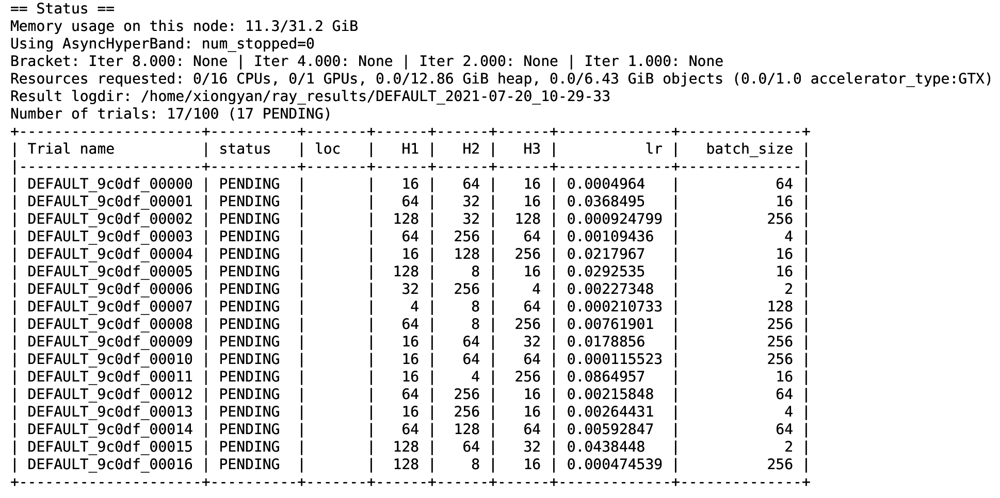 == Status ==
Memory usage on this node: 11.3/31.2 GiB
Using AsyncHyperBand: num_stopped=0
Bracket: Iter 8.000: None | Iter 4.000: None | Iter 2.000: None | Iter 1.000: None
Resources requested: 0/16 CPUs, 0/1 GPUs, 0.0/12.86 GiB heap, 0.0/6.43 GiB objects (0.0/1.0 accelerator_type:GTX)
Result logdir: /home/xiongyan/ray_results/DEFAULT_2021-07-20_10-29-33
Number of trials: 17/100 (17 PENDING)
+---------------------+----------+-------+------+------+------+-------------+--------------+
| Trial name          | status   | loc   |   H1 |   H2 |   H3 |          lr |   batch_size |
|---------------------+----------+-------+------+------+------+-------------+--------------|
| DEFAULT_9c0df_00000 | PENDING  |       |   16 |   64 |   16 | 0.0004964   |           64 |
| DEFAULT_9c0df_00001 | PENDING  |       |   64 |   32 |   16 | 0.0368495   |           16 |
| DEFAULT_9c0df_00002 | PENDING  |       |  128 |   32 |  128 | 0.000924799 |          256 |
| DEFAULT_9c0df_00003 | PENDING  |       |   64 |  256 |   64 | 0.00109436  |            4 |
| DEFAULT_9c0df_00004 | PENDING  |       |   16 |  128 |  256 | 0.0217967   |           16 |
| DEFAULT_9c0df_00005 | PENDING  |       |  128 |    8 |   16 | 0.0292535   |           16 |
| DEFAULT_9c0df_00006 | PENDING  |       |   32 |  256 |    4 | 0.00227348  |            2 |
| DEFAULT_9c0df_00007 | PENDING  |       |    4 |    8 |   64 | 0.000210733 |          128 |
| DEFAULT_9c0df_00008 | PENDING  |       |   64 |    8 |  256 | 0.00761901  |          256 |
| DEFAULT_9c0df_00009 | PENDING  |       |   16 |   64 |   32 | 0.0178856   |          256 |
| DEFAULT_9c0df_00010 | PENDING  |       |   16 |   64 |   64 | 0.000115523 |          256 |
| DEFAULT_9c0df_00011 | PENDING  |       |   16 |    4 |  256 | 0.0864957   |           16 |
| DEFAULT_9c0df_00012 | PENDING  |       |   64 |  256 |   16 | 0.00215848  |           64 |
| DEFAULT_9c0df_00013 | PENDING  |       |   16 |  256 |   16 | 0.00264431  |            4 |
| DEFAULT_9c0df_00014 | PENDING  |       |   64 |  128 |   64 | 0.00592847  |           64 |
| DEFAULT_9c0df_00015 | PENDING  |       |  128 |   64 |   32 | 0.0438448   |            2 |
| DEFAULT_9c0df_00016 | PENDING  |       |  128 |    8 |   16 | 0.000474539 |          256 |
+---------------------+----------+-------+------+------+------+-------------+--------------+